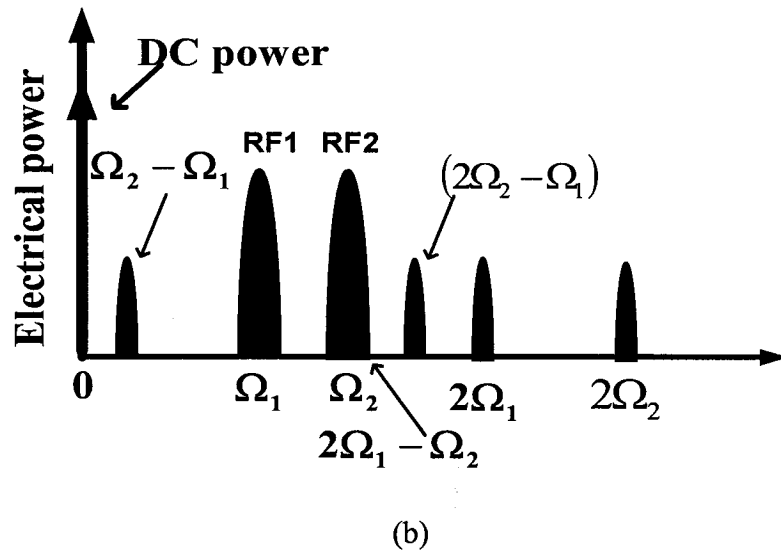 DC power
Electrical power
RF1 RF2
Ω₂ − Ω₁
(2Ω₂ − Ω₁)
0
Ω₁
Ω₂
2Ω₁
2Ω₂
2Ω₁ − Ω₂
(b)